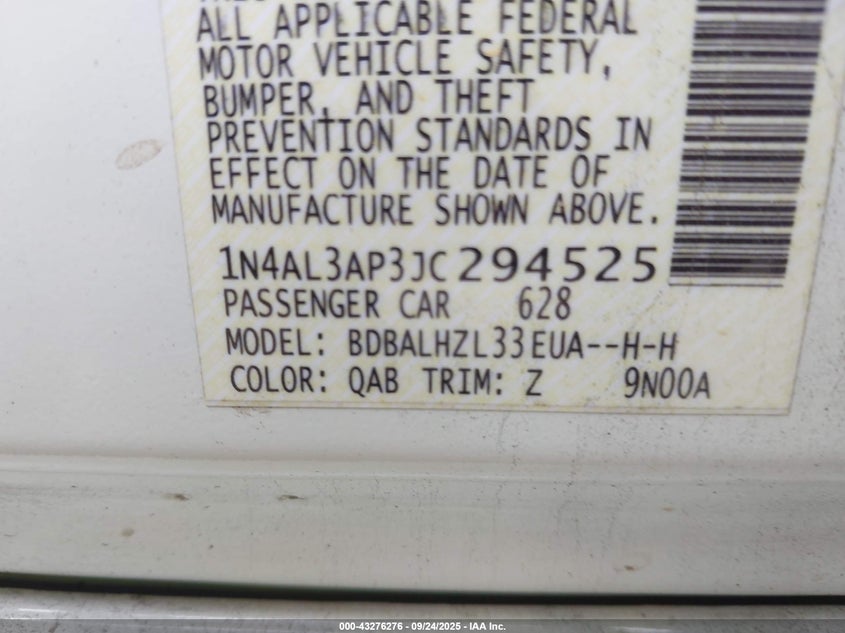 ALL APPLICABLE FEDERAL
MOTOR VEHICLE SAFETY,
BUMPER, AND THEFT
PREVENTION STANDARDS IN
EFFECT ON THE DATE OF
MANUFACTURE SHOWN ABOVE.
1N4AL3AP3JC294525
PASSENGER CAR 628
MODEL: BDBALHZL33EUA--H-H
COLOR: QAB TRIM: Z 9N00A
000-43276276 - 09/24/2025 - IAA Inc.